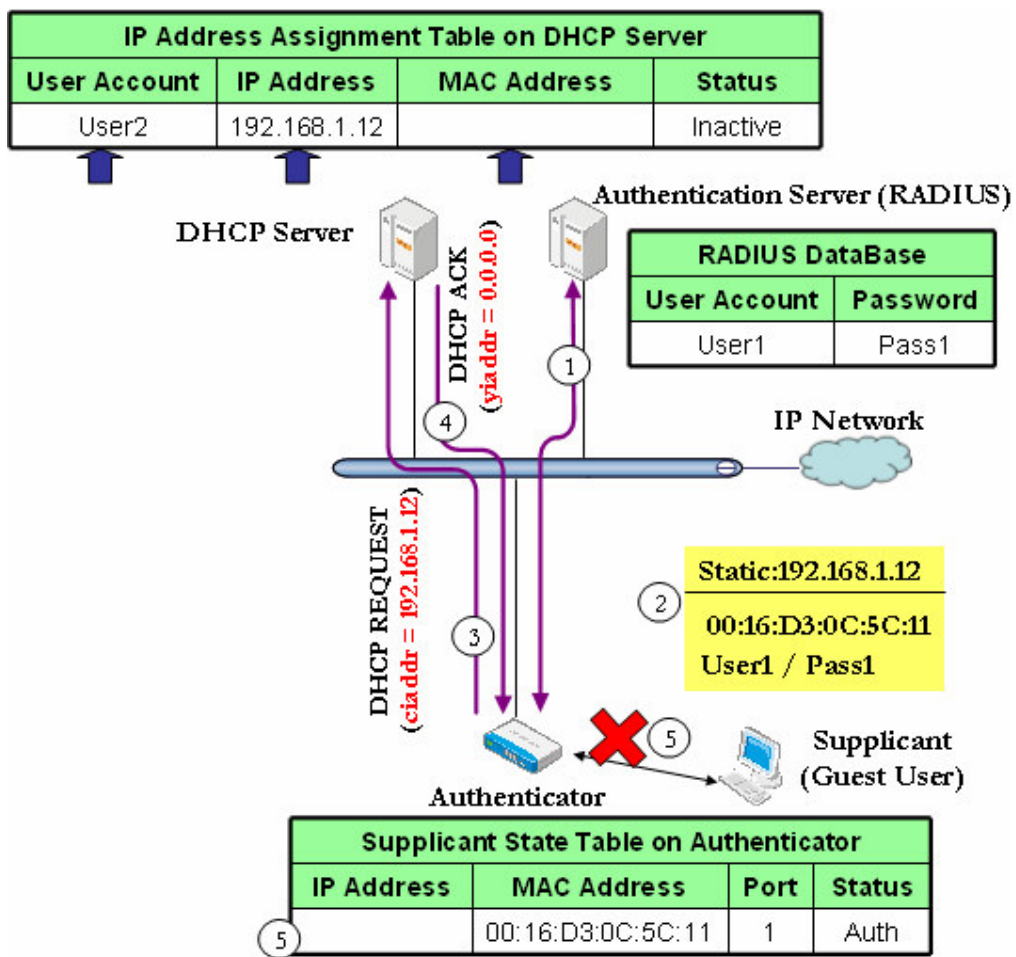 IP Address Assignment Table on DHCP Server
User Account IP Address MAC Address Status
User2 192.168.1.12 Inactive
DHCP Server
Authentication Server (RADIUS)
RADIUS DataBase
User Account Password
User1 Pass1
DHCP ACK
(yiaddr = 0.0.0.0)
1
4
IP Network
DHCP REQUEST
(ciaddr = 192.168.1.12)
3
2
Static:192.168.1.12
00:16:D3:0C:5C:11
User1 / Pass1
5
Supplicant
(Guest User)
Authenticator
Supplicant State Table on Authenticator
IP Address MAC Address Port Status
5
00:16:D3:0C:5C:11 1 Auth